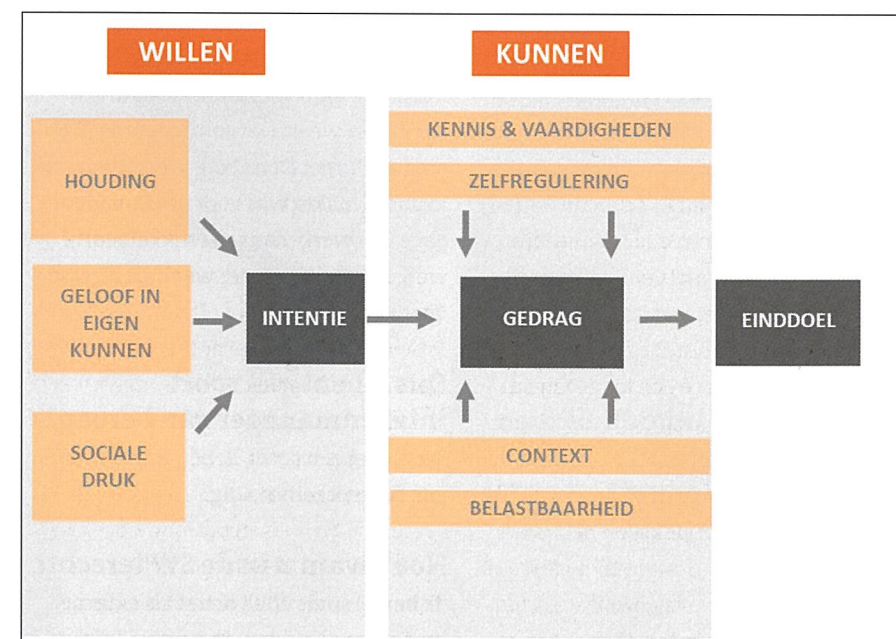 WILLEN
KUNNEN
HOUDING
GELOOF IN
EIGEN
KUNNEN
SOCIALE
DRUK
INTENTIE
KENNIS & VAARDIGHEDEN
ZELFREGULERING
GEDRAG
CONTEXT
BELASTBAARHEID
EINDDOEL